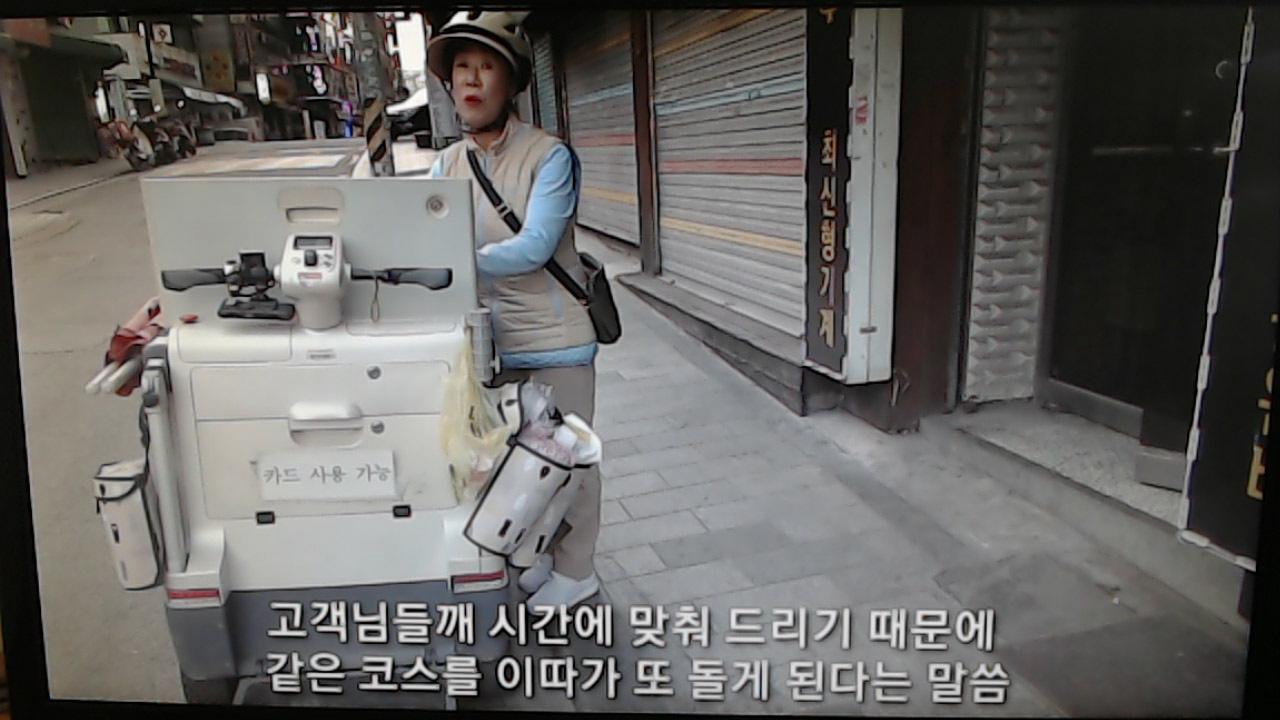 최신형기계
카드 사용 가능
고객님들깨 시간에 맞춰 드리기 때문에
같은 코스를 이따가 또 돌게 된다는 말씀